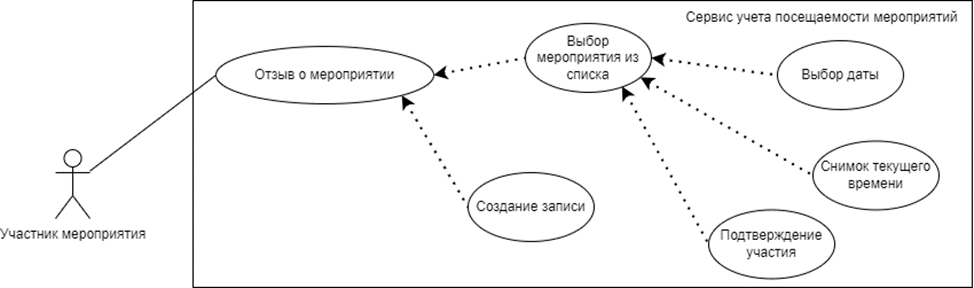 Сервис учета посещаемости мероприятий
Отзыв о мероприятии
Выбор
мероприятия из
списка
Выбор даты
Снимок текущего
времени
Создание записи
Подтверждение
участия
Участник мероприятия